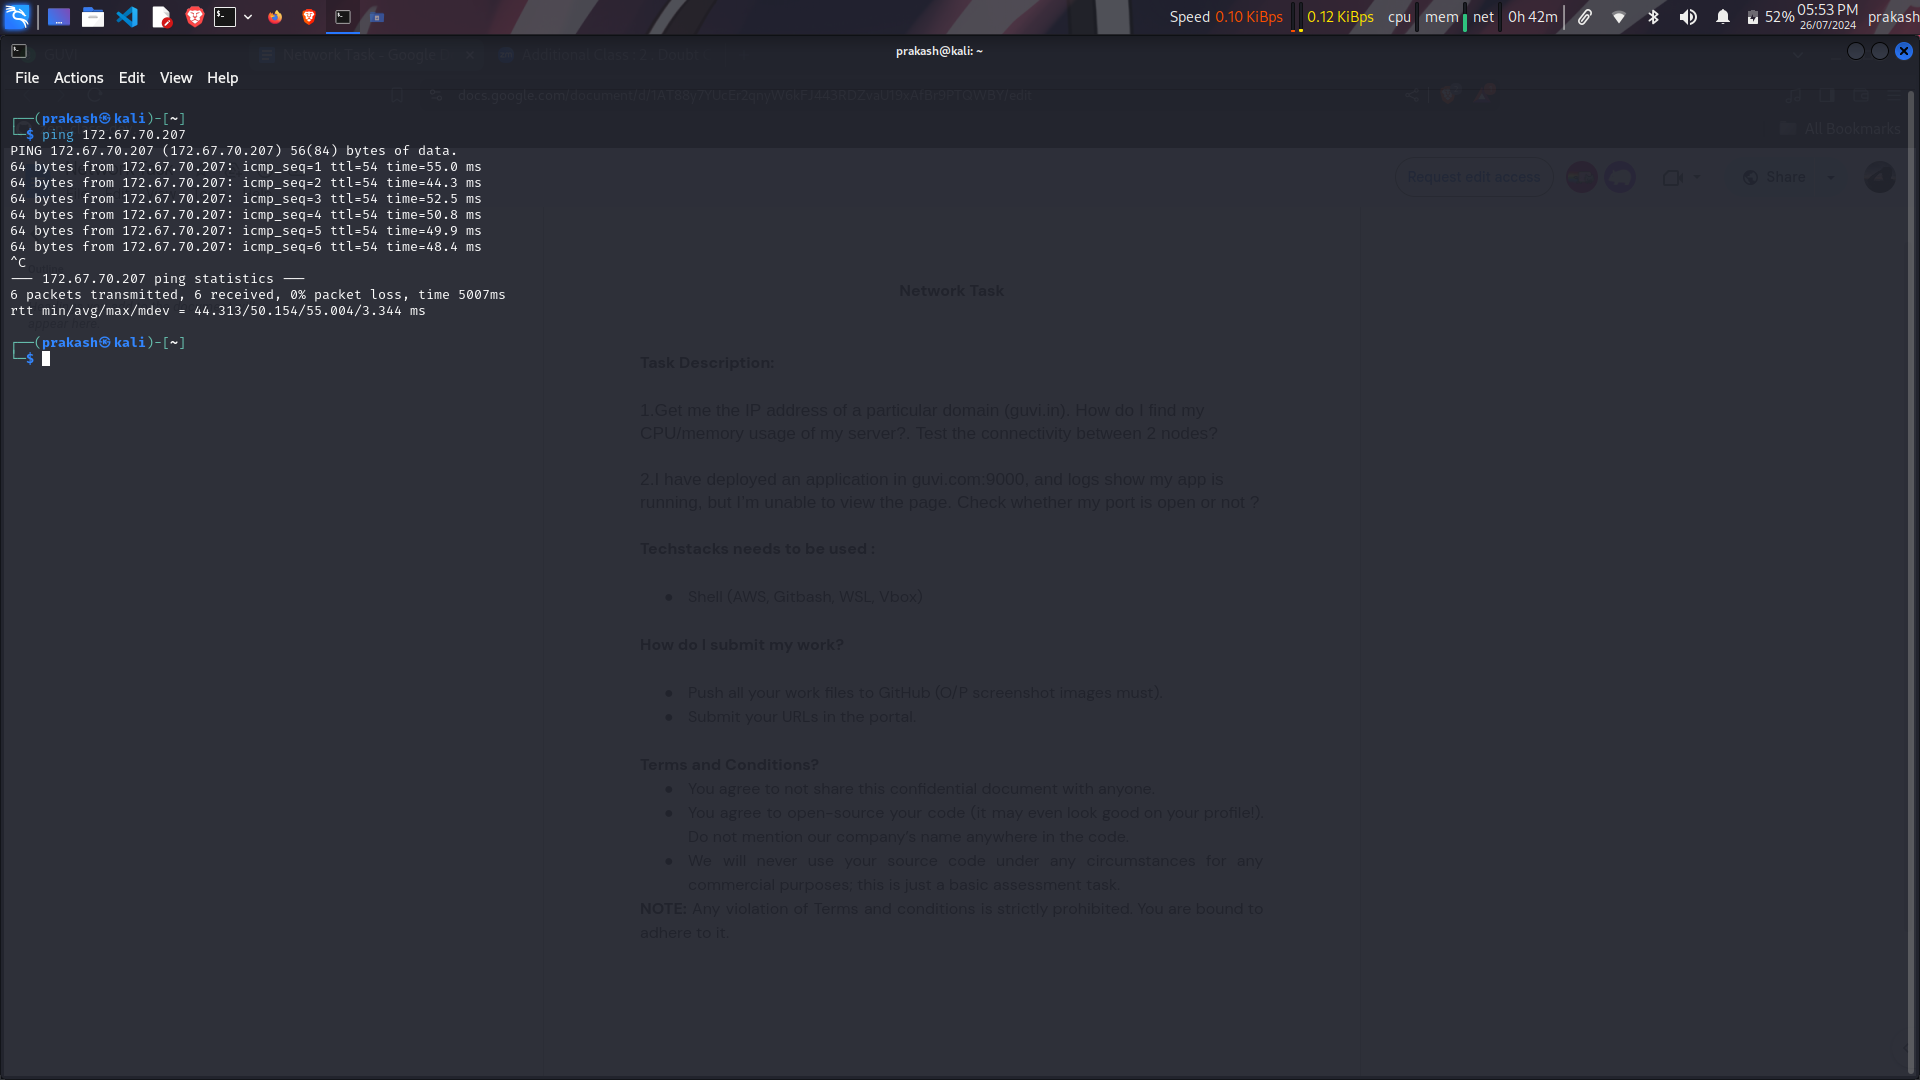 Speed 0.10 KiBps 0.12 KiBps cpu mem net 0h 42m 52% 05:53 PM prakash
26/07/2024
prakash@kali: ~
GUVI Network Task - Google Additional Class - 2 - Doubt
File Actions Edit View Help
┌──(prakash㉿kali)-[~]
└─$ ping 172.67.70.207
All Bookmarks
PING 172.67.70.207 (172.67.70.207) 56(84) bytes of data.
64 bytes from 172.67.70.207: icmp_seq=1 ttl=54 time=55.0 ms
64 bytes from 172.67.70.207: icmp_seq=2 ttl=54 time=44.3 ms
64 bytes from 172.67.70.207: icmp_seq=3 ttl=54 time=52.5 ms
64 bytes from 172.67.70.207: icmp_seq=4 ttl=54 time=50.8 ms
64 bytes from 172.67.70.207: icmp_seq=5 ttl=54 time=49.9 ms
64 bytes from 172.67.70.207: icmp_seq=6 ttl=54 time=48.4 ms
^C
--- 172.67.70.207 ping statistics ---
6 packets transmitted, 6 received, 0% packet loss, time 5007ms
rtt min/avg/max/mdev = 44.313/50.154/55.004/3.344 ms
┌──(prakash㉿kali)-[~]
└─$
Request edit access Share
Network Task
Task Description:
1.Get me the IP address of a particular domain (guvi.in). How do I find my
CPU/memory usage of my server?. Test the connectivity between 2 nodes?
2.I have deployed an application in guvi.com:9000, and logs show my app is
running, but I'm unable to view the page. Check whether my port is open or not ?
Techstacks needs to be used :
● Shell (AWS, Gitbash, WSL, Vbox)
How do I submit my work?
● Push all your work files to GitHub (O/P screenshot images must).
● Submit your URLs in the portal.
Terms and Conditions?
● You agree to not share this confidential document with anyone.
● You agree to open-source your code (it may even look good on your profile!).
Do not mention our company's name anywhere in the code.
● We will never use your source code under any circumstances for any
commercial purposes; this is just a basic assessment task.
NOTE: Any violation of Terms and conditions is strictly prohibited. You are bound to
adhere to it.